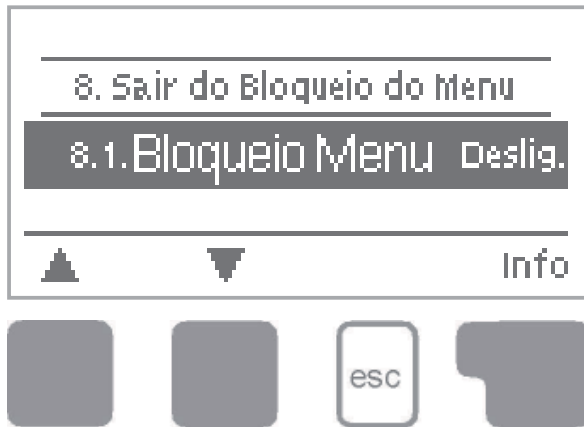 8. Sair do Bloqueio do Menu
8.1.Bloqueio Menu Deslig.
Info
esc